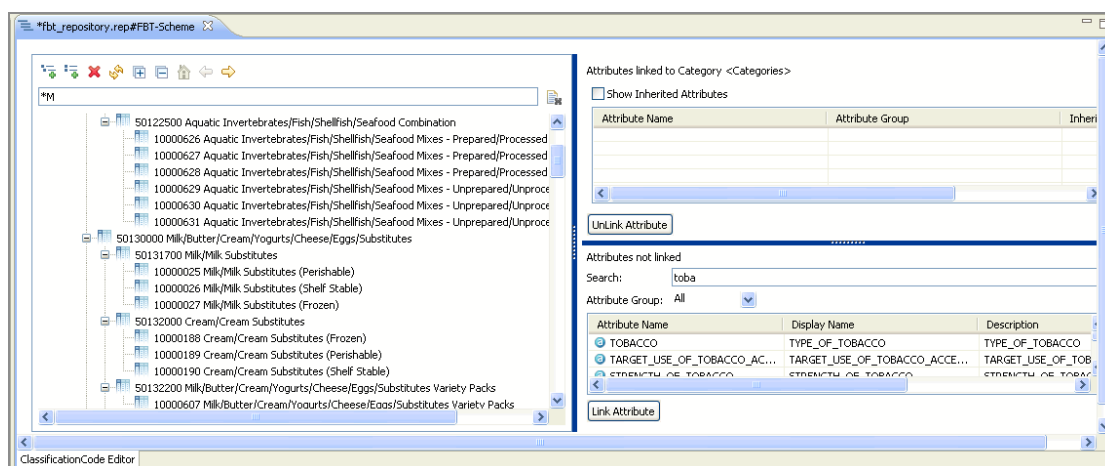 *fbt_repository.rep#FBT-Scheme
*M
50122500 Aquatic Invertebrates/Fish/Shellfish/Seafood Combination
10000626 Aquatic Invertebrates/Fish/Shellfish/Seafood Mixes - Prepared/Processed
10000627 Aquatic Invertebrates/Fish/Shellfish/Seafood Mixes - Prepared/Processed
10000628 Aquatic Invertebrates/Fish/Shellfish/Seafood Mixes - Prepared/Processed
10000629 Aquatic Invertebrates/Fish/Shellfish/Seafood Mixes - Unprepared/Unproce
10000630 Aquatic Invertebrates/Fish/Shellfish/Seafood Mixes - Unprepared/Unproce
10000631 Aquatic Invertebrates/Fish/Shellfish/Seafood Mixes - Unprepared/Unproce
50130000 Milk/Butter/Cream/Yogurts/Cheese/Eggs/Substitutes
50131700 Milk/Milk Substitutes
10000025 Milk/Milk Substitutes (Perishable)
10000026 Milk/Milk Substitutes (Shelf Stable)
10000027 Milk/Milk Substitutes (Frozen)
50132000 Cream/Cream Substitutes
10000188 Cream/Cream Substitutes (Frozen)
10000189 Cream/Cream Substitutes (Perishable)
10000190 Cream/Cream Substitutes (Shelf Stable)
50132200 Milk/Butter/Cream/Yogurts/Cheese/Eggs/Substitutes Variety Packs
10000607 Milk/Butter/Cream/Yogurts/Cheese/Eggs/Substitutes Variety Packs
Attributes linked to Category <Categories>
Show Inherited Attributes
Attribute Name Attribute Group Inheri
UnLink Attribute
Attributes not linked
Search: toba
Attribute Group: All
Attribute Name Display Name Description
TOBACCO TYPE_OF_TOBACCO TYPE_OF_TOBACCO
TARGET_USE_OF_TOBACCO_AC... TARGET_USE_OF_TOBACCO_ACCE... TARGET_USE_OF_TOB
STRENGTH_OF_TOBACCO STRENGTH_OF_TOBACCO STRENGTH_OF_TOBAC
Link Attribute
ClassificationCode Editor